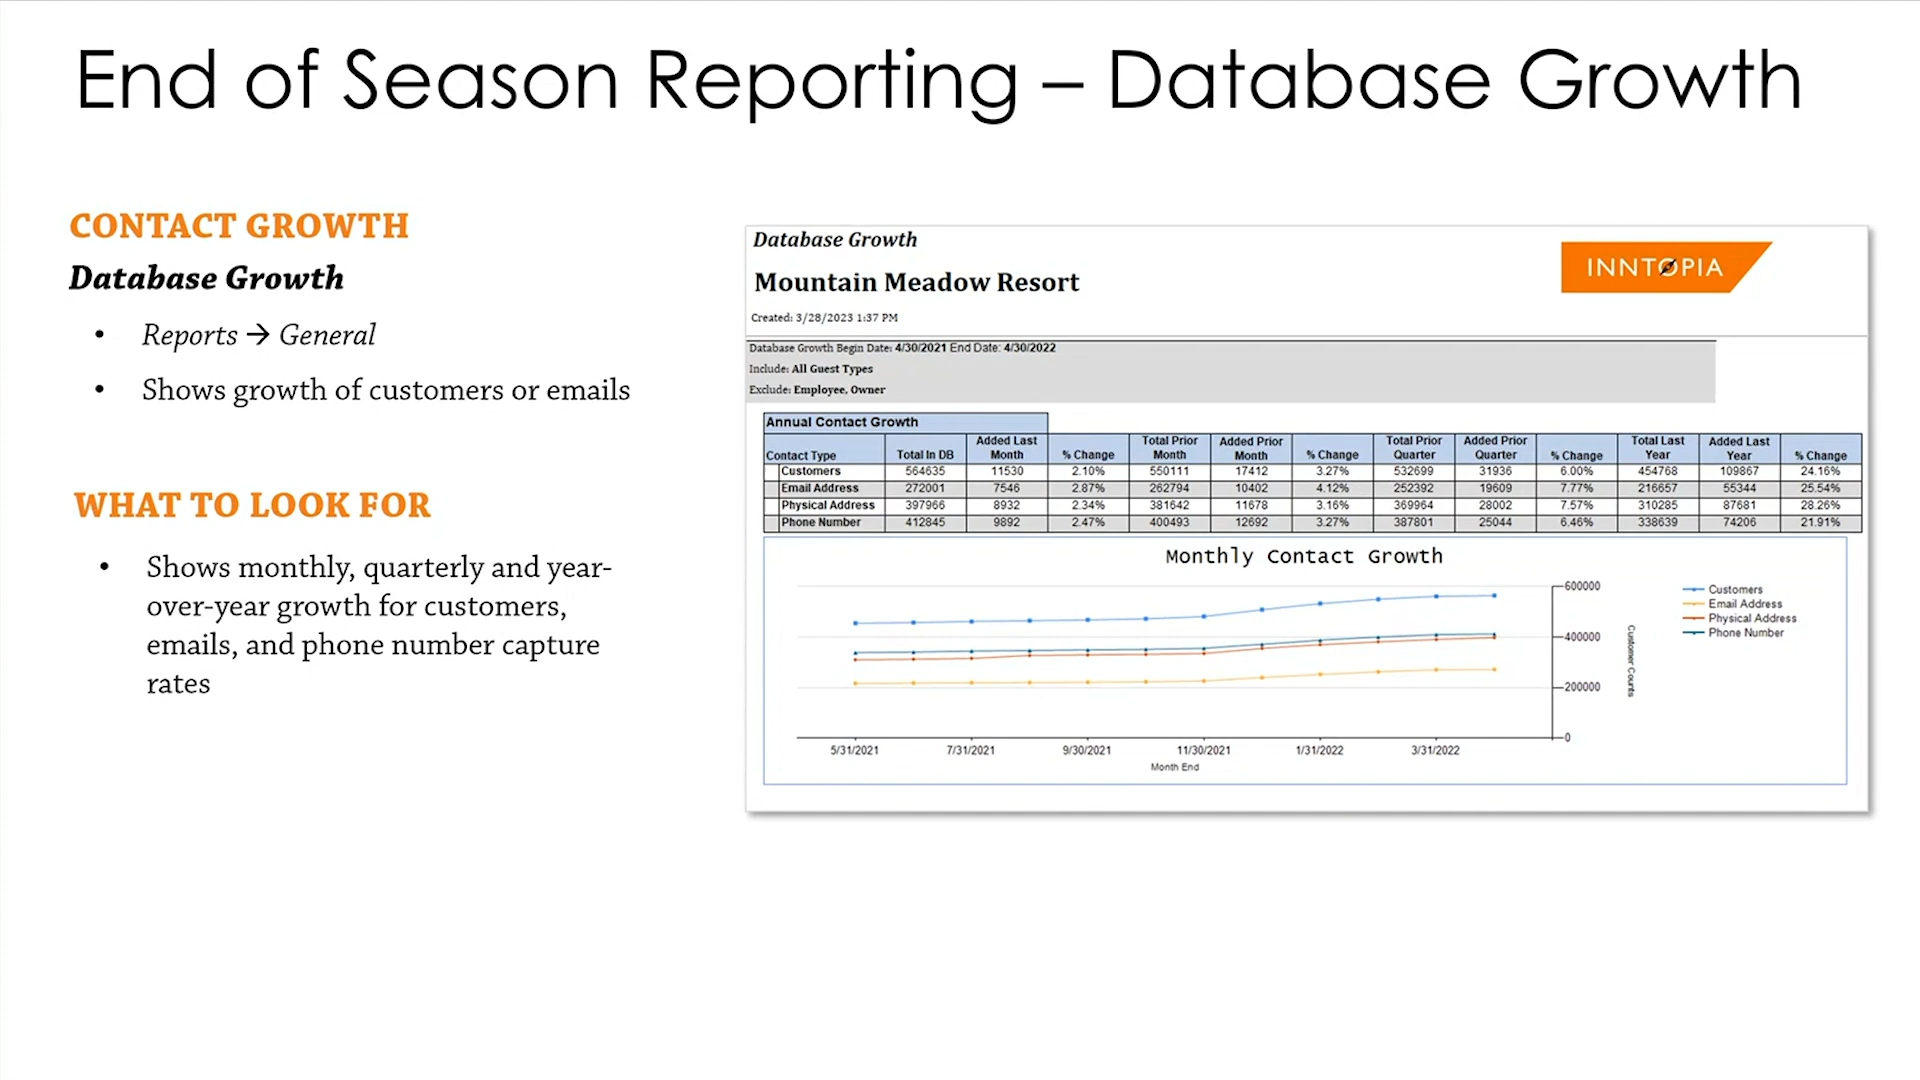 End of Season Reporting – Database Growth
CONTACT GROWTH
Database Growth
• Reports → General
• Shows growth of customers or emails
WHAT TO LOOK FOR
• Shows monthly, quarterly and year-
over-year growth for customers,
emails, and phone number capture
rates
Database Growth
INNTOPIA
Mountain Meadow Resort
Created: 3/28/2023 1:37 PM
Database Growth Begin Date: 4/30/2021 End Date: 4/30/2022
Include: All Guest Types
Exclude: Employee, Owner
Annual Contact Growth
Contact Type Total In DB Added Last Month % Change Total Prior Month Added Prior Month % Change Total Prior Quarter Added Prior Quarter % Change Total Last Year Added Last Year % Change
Customers 564635 11530 2.10% 550111 17412 3.27% 532699 31936 6.00% 454768 109867 24.16%
Email Address 272001 7546 2.87% 262794 10402 4.12% 252392 19609 7.77% 216657 55344 25.54%
Physical Address 397966 8932 2.34% 381642 11678 3.16% 369964 28002 7.57% 310285 87681 28.26%
Phone Number 412845 9892 2.47% 400493 12692 3.27% 387801 25044 6.46% 338639 74206 21.91%
Monthly Contact Growth
600000
400000
200000
0
Customer Counts
Customers
Email Address
Physical Address
Phone Number
5/31/2021 7/31/2021 9/30/2021 11/30/2021 1/31/2022 3/31/2022
Month End